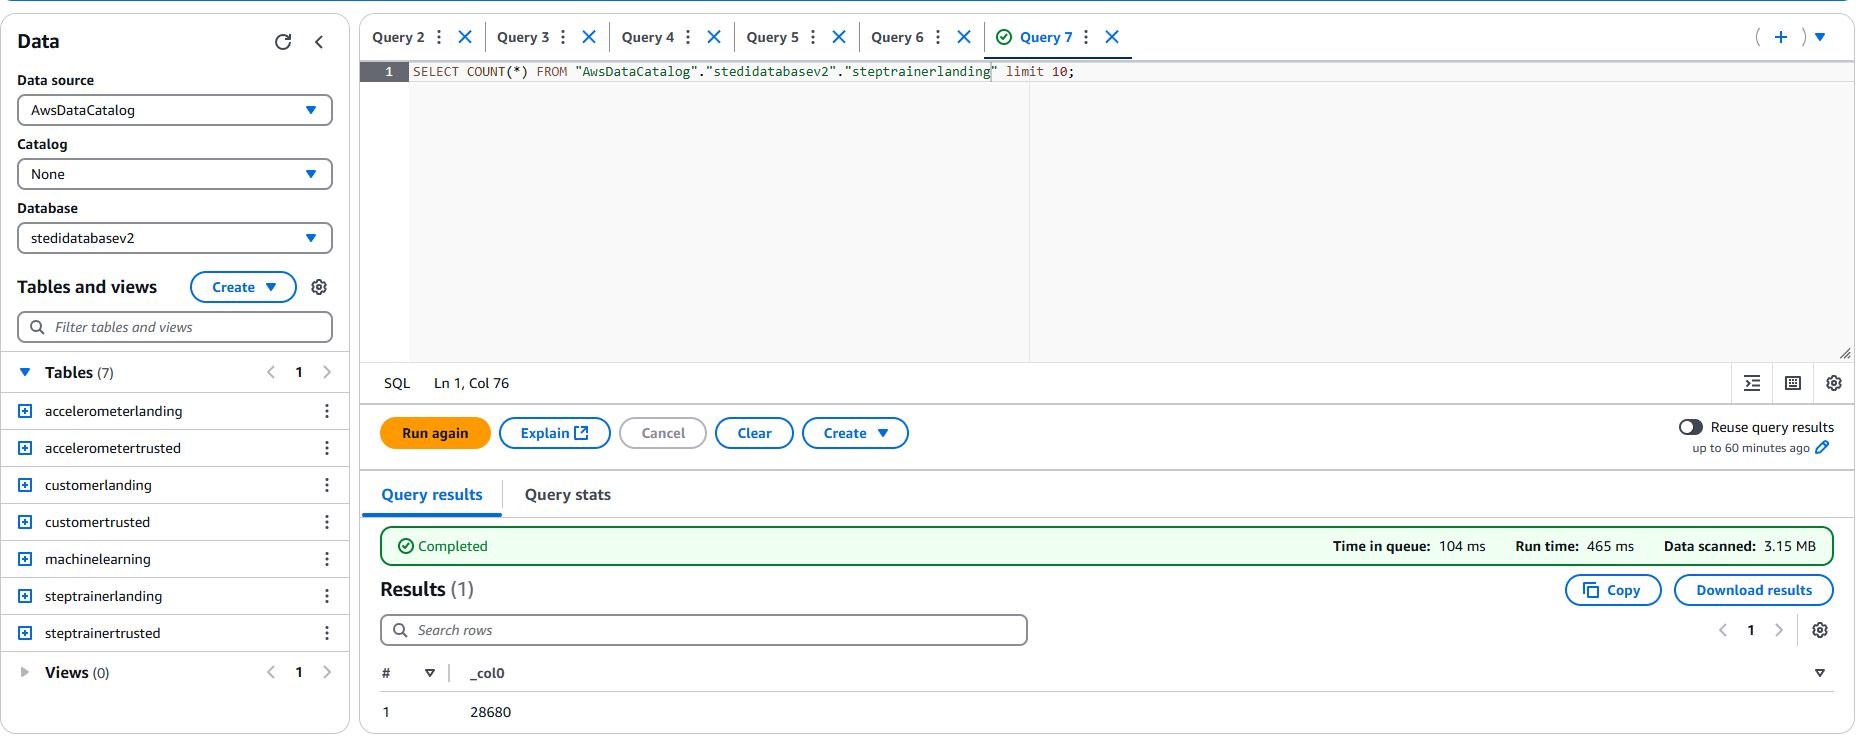 Data
Data source
AwsDataCatalog
Catalog
None
Database
stedidatabasev2
Tables and views
Create
Filter tables and views
Tables (7)
1
accelerometerlanding
accelerometertrusted
customerlanding
customertrusted
machinelearning
steptrainerlanding
steptrainertrusted
Views (0)
1
Query 2 Query 3 Query 4 Query 5 Query 6 Query 7
1 SELECT COUNT(*) FROM "AwsDataCatalog"."stedidatabasev2"."steptrainerlanding" limit 10;
SQL Ln 1, Col 76
Run again Explain Cancel Clear Create
Reuse query results
up to 60 minutes ago
Query results Query stats
Completed Time in queue: 104 ms Run time: 465 ms Data scanned: 3.15 MB
Results (1) Copy Download results
Search rows 1
# _col0
1 28680